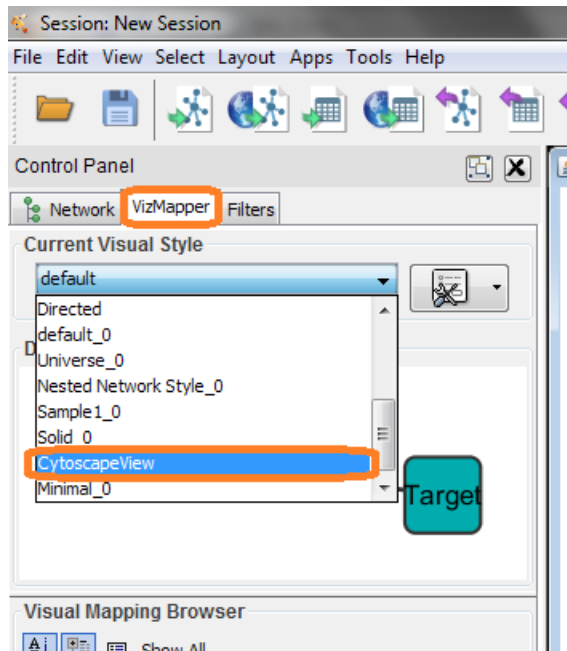 Session: New Session
File Edit View Select Layout Apps Tools Help
Control Panel
Network VizMapper Filters
Current Visual Style
default
Directed
default_0
D
Universe_0
Nested Network Style_0
Sample1_0
Solid_0
CytoscapeView
Minimal_0
Target
Visual Mapping Browser
Show All